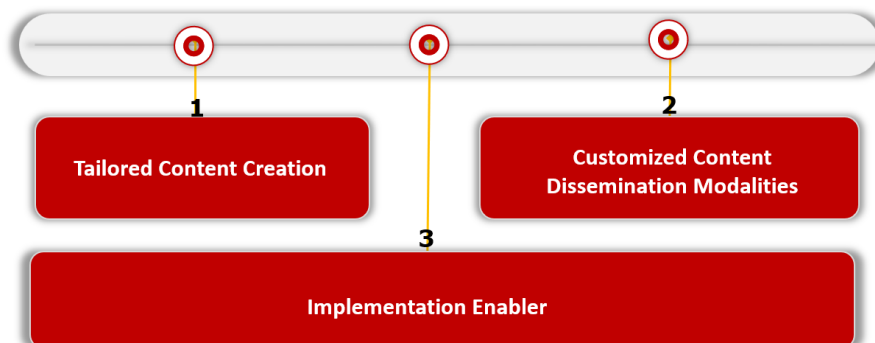 1
Tailored Content Creation
2
Customized Content
Dissemination Modalities
3
Implementation Enabler